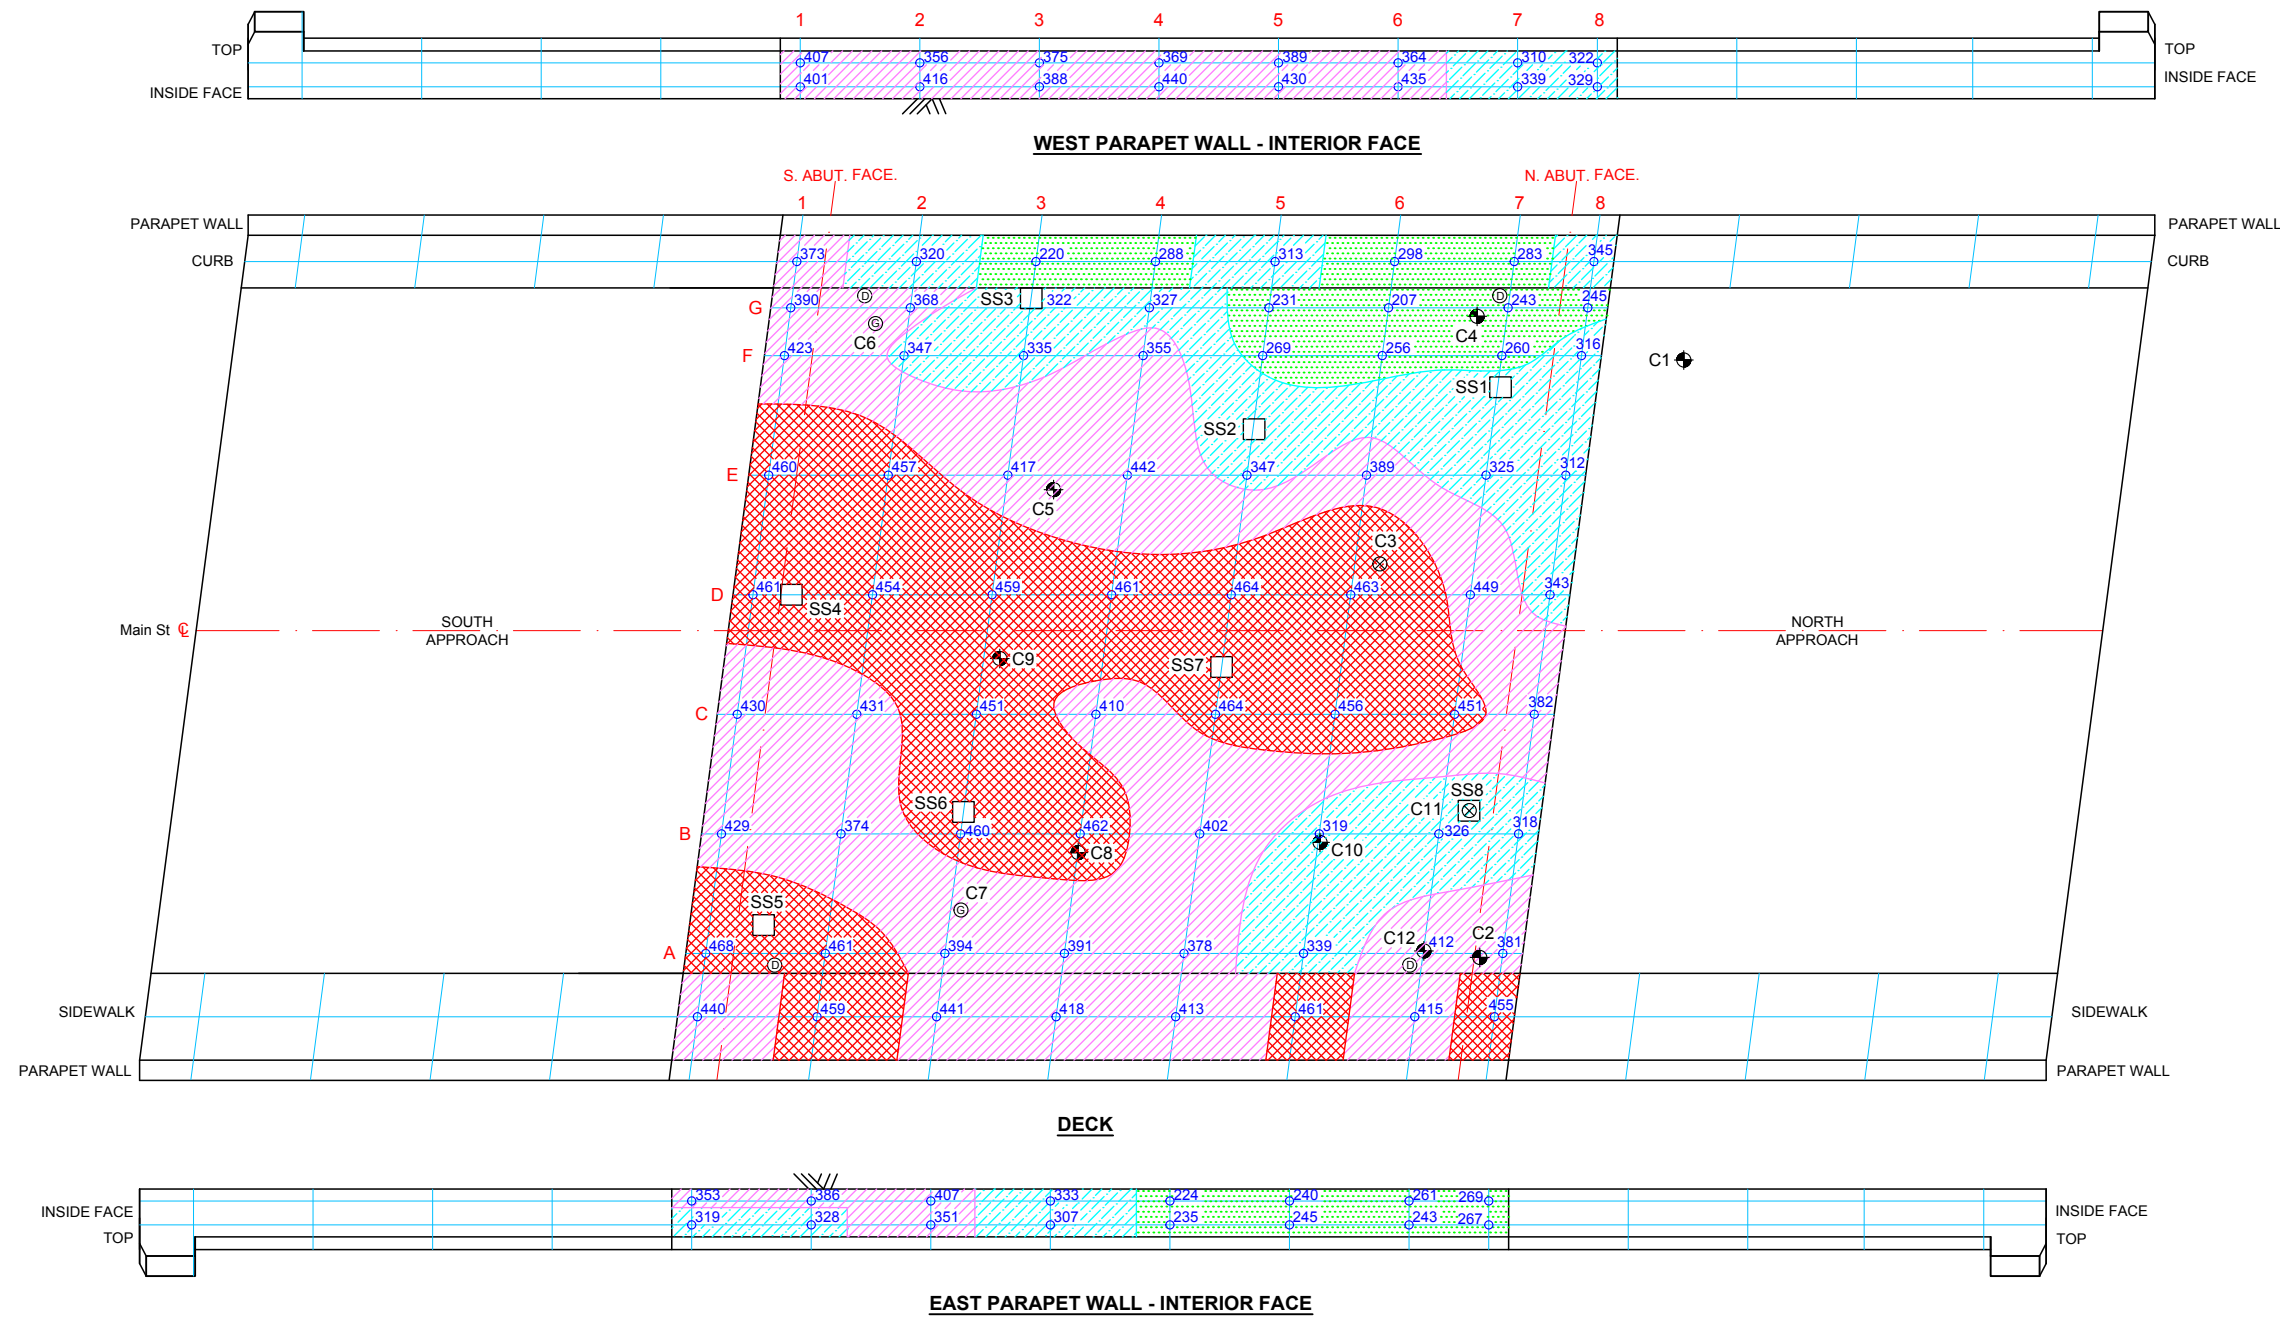 1 2 3 4 5 6 7 8
TOP 407 356 375 369 389 364 310 322 TOP
INSIDE FACE 401 416 388 440 430 435 339 329 INSIDE FACE
WEST PARAPET WALL - INTERIOR FACE
S. ABUT. FACE. N. ABUT. FACE.
1 2 3 4 5 6 7 8
PARAPET WALL PARAPET WALL
CURB 373 320 220 288 313 298 283 345 CURB
D SS3 D
G 390 368 322 327 231 207 243 245
G
C6 C4
F 423 347 335 355 269 256 260 316
C1
SS1
SS2
E 460 457 417 442 347 389 325 312
C5
C3
D 461 454 459 461 464 463 449 343
SS4
Main St CL SOUTH APPROACH NORTH APPROACH
C9 SS7
C 430 431 451 410 464 456 451 382
SS8
SS6 C11
B 429 374 460 462 402 319 326 318
C8 C10
C7
SS5 G
C12 C2
A 468 461 394 391 378 339 412 381
D D
SIDEWALK 440 459 441 418 413 461 415 455 SIDEWALK
PARAPET WALL PARAPET WALL
DECK
INSIDE FACE 353 386 407 333 224 240 261 269 INSIDE FACE
TOP 319 328 351 307 235 245 243 267 TOP
EAST PARAPET WALL - INTERIOR FACE